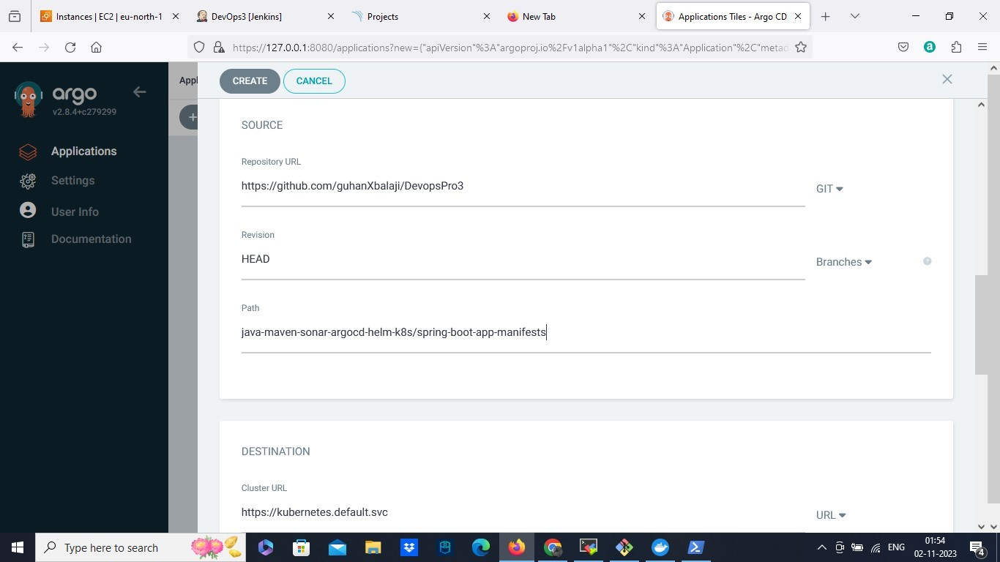 Instances | EC2 | eu-north-1
DevOps3 [Jenkins]
Projects
New Tab
Applications Tiles - Argo CD
https://127.0.0.1:8080/applications?new={"apiVersion"%3A"argoproj.io%2Fv1alpha1"%2C"kind"%3A"Application"%2C"metad
a
Appl
CREATE
CANCEL
argo
v2.8.4+c279299
Applications
Settings
User Info
Documentation
SOURCE
Repository URL
https://github.com/guhanXbalaji/DevopsPro3
GIT
Revision
HEAD
Branches
?
Path
java-maven-sonar-argocd-helm-k8s/spring-boot-app-manifests
DESTINATION
Cluster URL
https://kubernetes.default.svc
URL
Type here to search
ENG
01:54
02-11-2023
4